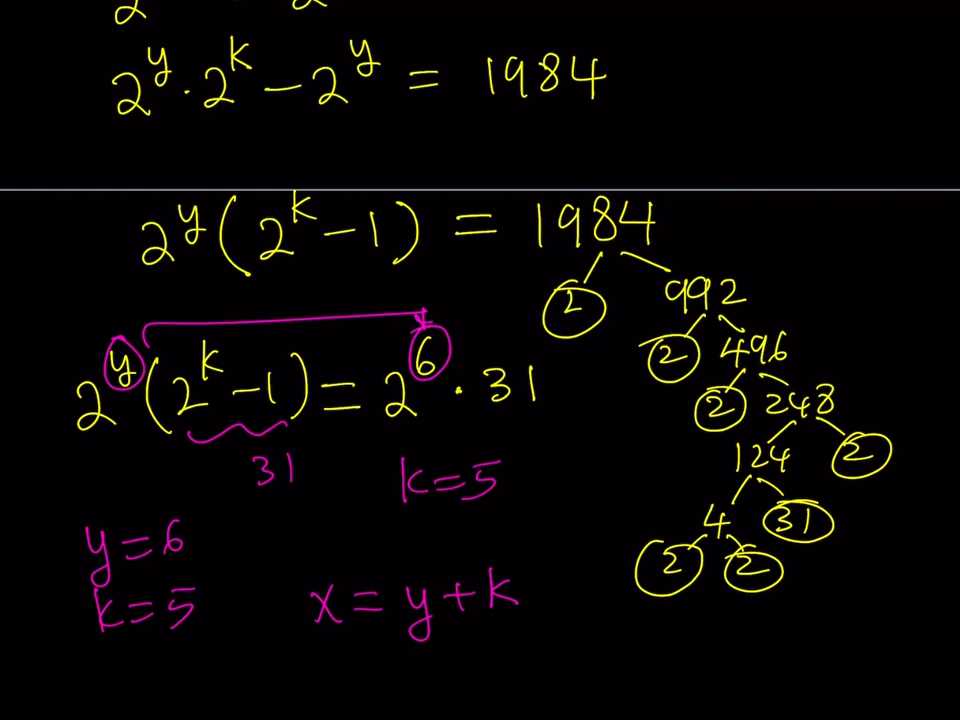 2^y · 2^k − 2^y = 1984
2^y (2^k − 1) = 1984
2 992
2 496
2^y (2^k − 1) = 2^6 · 31
2 248
124 2
31 k = 5
4 31
y = 6
2 2
k = 5 x = y + k